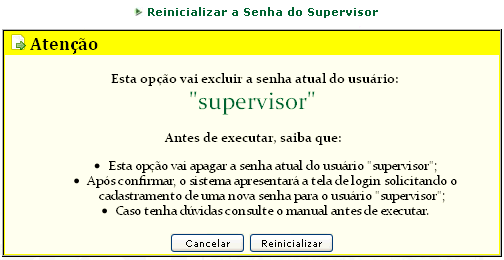 Reinicializar a Senha do Supervisor
Atenção
Esta opção vai excluir a senha atual do usuário:
"supervisor"
Antes de executar, saiba que:
Esta opção vai apagar a senha atual do usuário "supervisor";
Após confirmar, o sistema apresentará a tela de login solicitando o
cadastramento de uma nova senha para o usuário "supervisor";
Caso tenha dúvidas consulte o manual antes de executar.
Cancelar Reinicializar